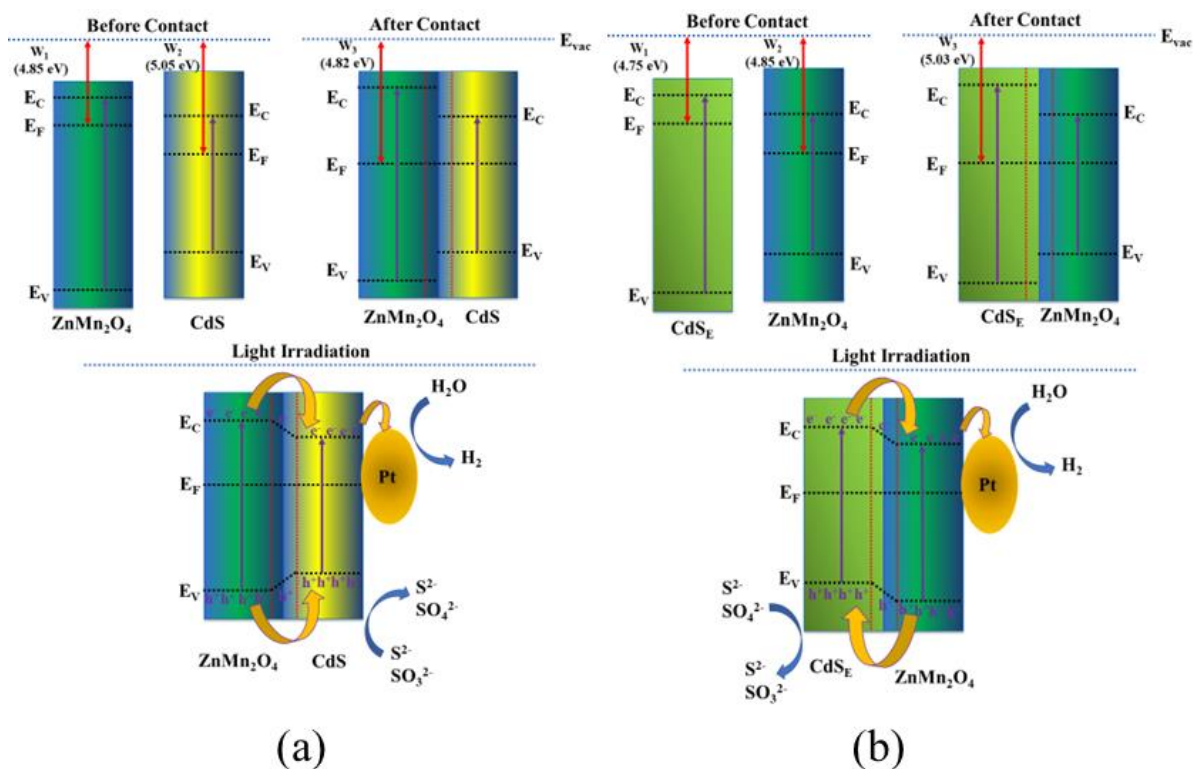 Before Contact
After Contact
W1
(4.85 eV)
W2
(5.05 eV)
W3
(4.82 eV)
Evac
EC
EF
EV
EC
EF
EV
EC
EV
EC
EF
EV
ZnMn2O4
CdS
ZnMn2O4
CdS
Light Irradiation
EC
EF
EV
e- e- e-
e- e- e- e-
h+ h+ h+ h+ h+
h+h+h+h+
Pt
H2O
H2
S2-
SO42-
S2-
SO32-
ZnMn2O4
CdS
(a)
Before Contact
After Contact
W1
(4.75 eV)
W2
(4.85 eV)
W3
(5.03 eV)
Evac
EC
EF
EV
EC
EF
EV
EC
EF
EV
EC
EV
CdSE
ZnMn2O4
CdSE
ZnMn2O4
Light Irradiation
EC
EF
EV
e- e- e- e
h+h+h+h+
Pt
H2O
H2
S2-
SO42-
S2-
SO32-
CdSE
ZnMn2O4
(b)